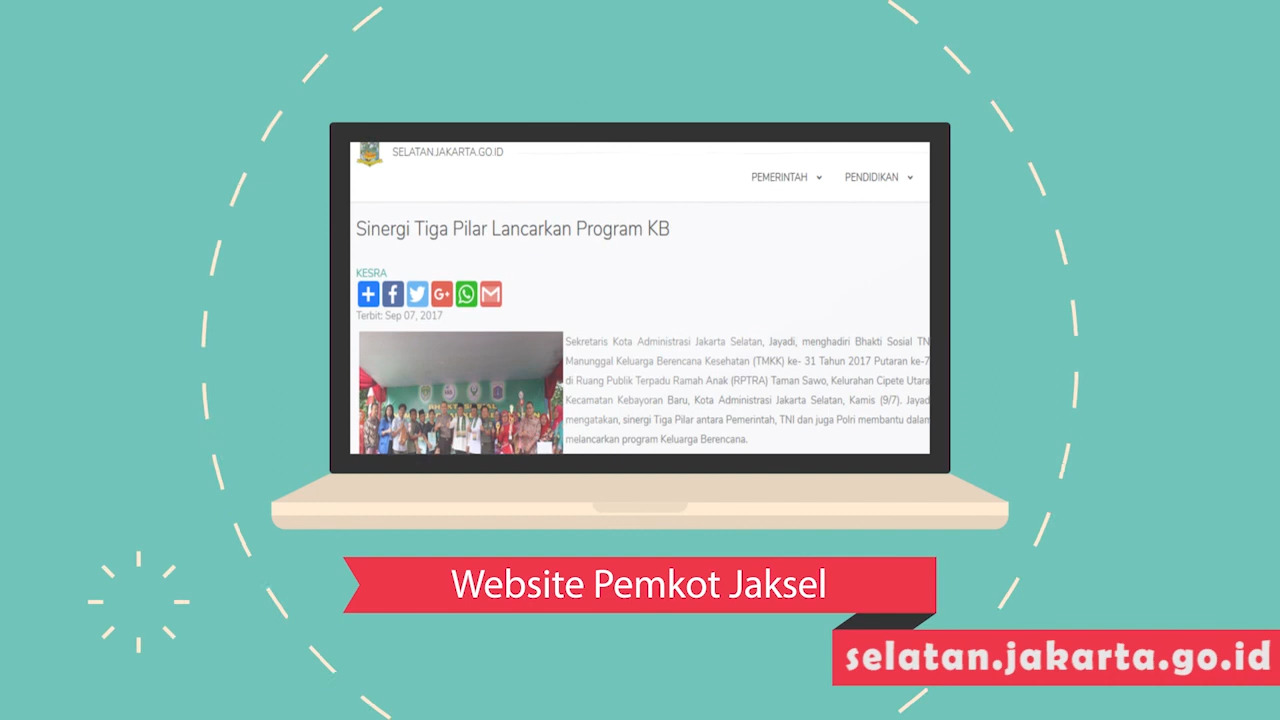 SELATAN.JAKARTA.GO.ID
PEMERINTAH
PENDIDIKAN
Sinergi Tiga Pilar Lancarkan Program KB
KESRA
Terbit: Sep 07, 2017
Sekretaris Kota Administrasi Jakarta Selatan, Jayadi, menghadiri Bhakti Sosial TN
Manunggal Keluarga Berencana Kesehatan (TMKK) ke- 31 Tahun 2017 Putaran ke-7
di Ruang Publik Terpadu Ramah Anak (RPTRA) Taman Sawo, Kelurahan Cipete Utara
Kecamatan Kebayoran Baru, Kota Administrasi Jakarta Selatan, Kamis (9/7). Jayad
mengatakan, sinergi Tiga Pilar antara Pemerintah, TNI dan juga Polri membantu dalam
melancarkan program Keluarga Berencana.
Website Pemkot Jaksel
selatan.jakarta.go.id